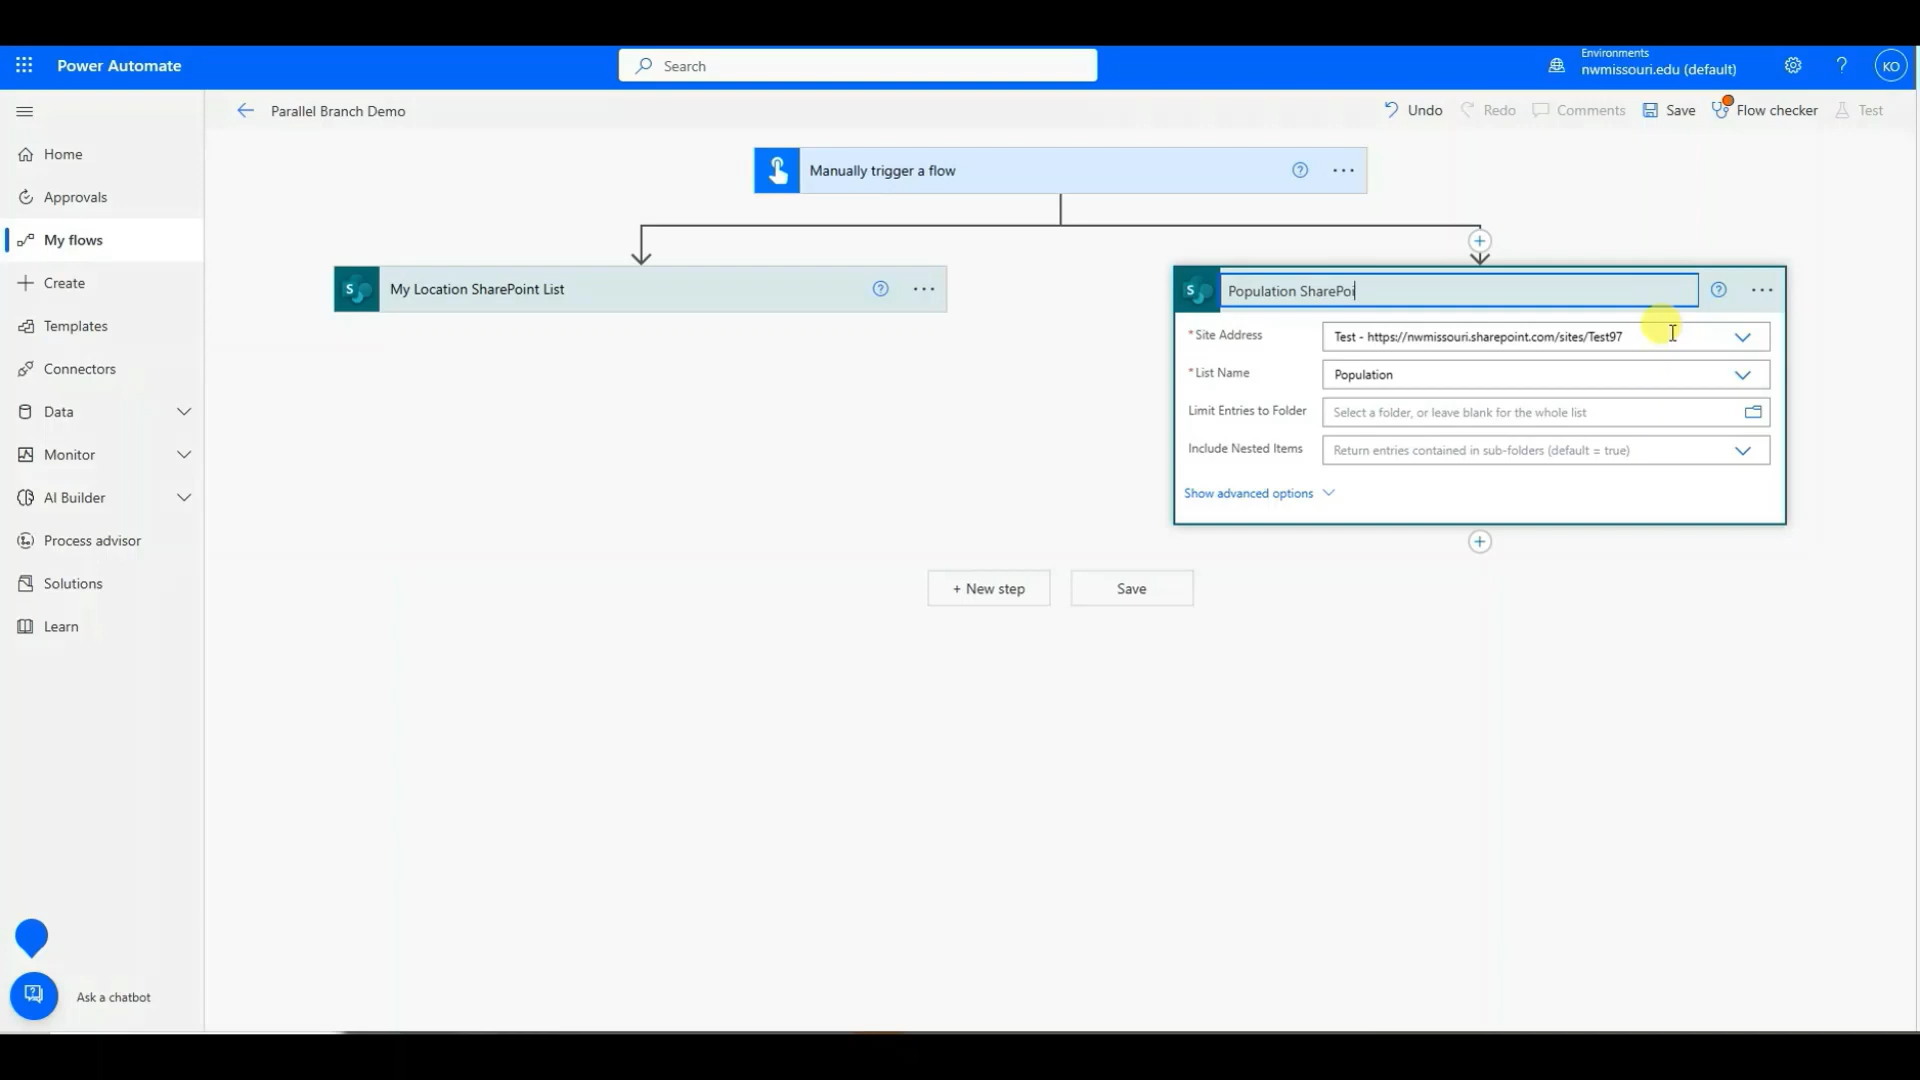 Power Automate
Search
Environments
nwmissouri.edu (default)
?
KO
Parallel Branch Demo
Undo
Redo
Comments
Save
Flow checker
Test
Home
Approvals
My flows
Create
Templates
Connectors
Data
Monitor
AI Builder
Process advisor
Solutions
Learn
Ask a chatbot
Manually trigger a flow
?
...
S
My Location SharePoint List
?
...
S
Population SharePoi
?
...
*Site Address
Test - https://nwmissouri.sharepoint.com/sites/Test97
*List Name
Population
Limit Entries to Folder
Select a folder, or leave blank for the whole list
Include Nested Items
Return entries contained in sub-folders (default = true)
Show advanced options
+ New step
Save